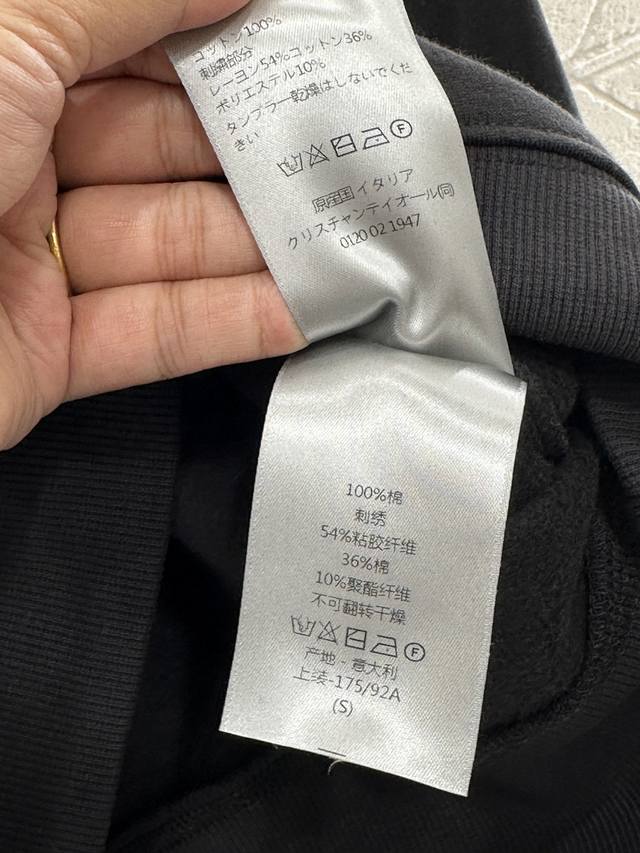 コットン100%
刺繍部分
レーヨン54%コットン36%
ポリエステル10%
タンブラー乾燥はしないでくだ
さい
F
原産国イタリア
クリスチャンディオール(同)
0120 02 1947
100%棉
刺绣
54%粘胶纤维
36%棉
10%聚酯纤维
不可翻转干燥
F
产地-意大利
上装-175/92A
(S)